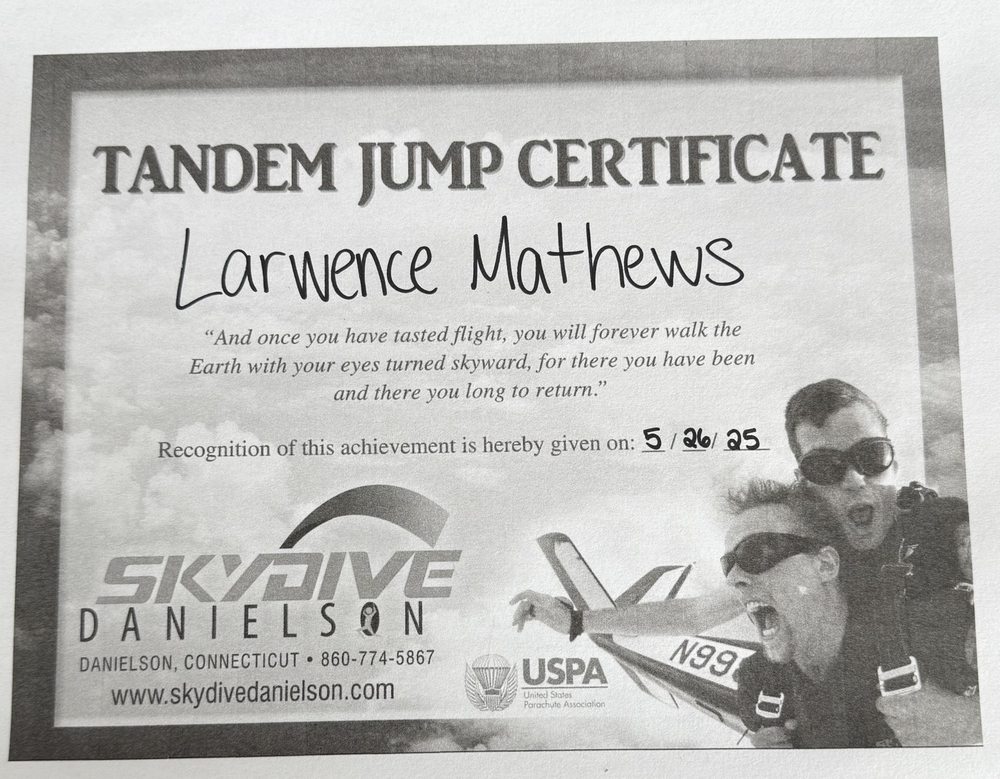 TANDEM JUMP CERTIFICATE
Larwence Mathews
“And once you have tasted flight, you will forever walk the
Earth with your eyes turned skyward, for there you have been
and there you long to return.”
Recognition of this achievement is hereby given on: 5 / 26 / 25
SKYDIVE
DANIELSON
DANIELSON, CONNECTICUT • 860-774-5867
www.skydivedanielson.com
USPA
United States
Parachute Association
N99